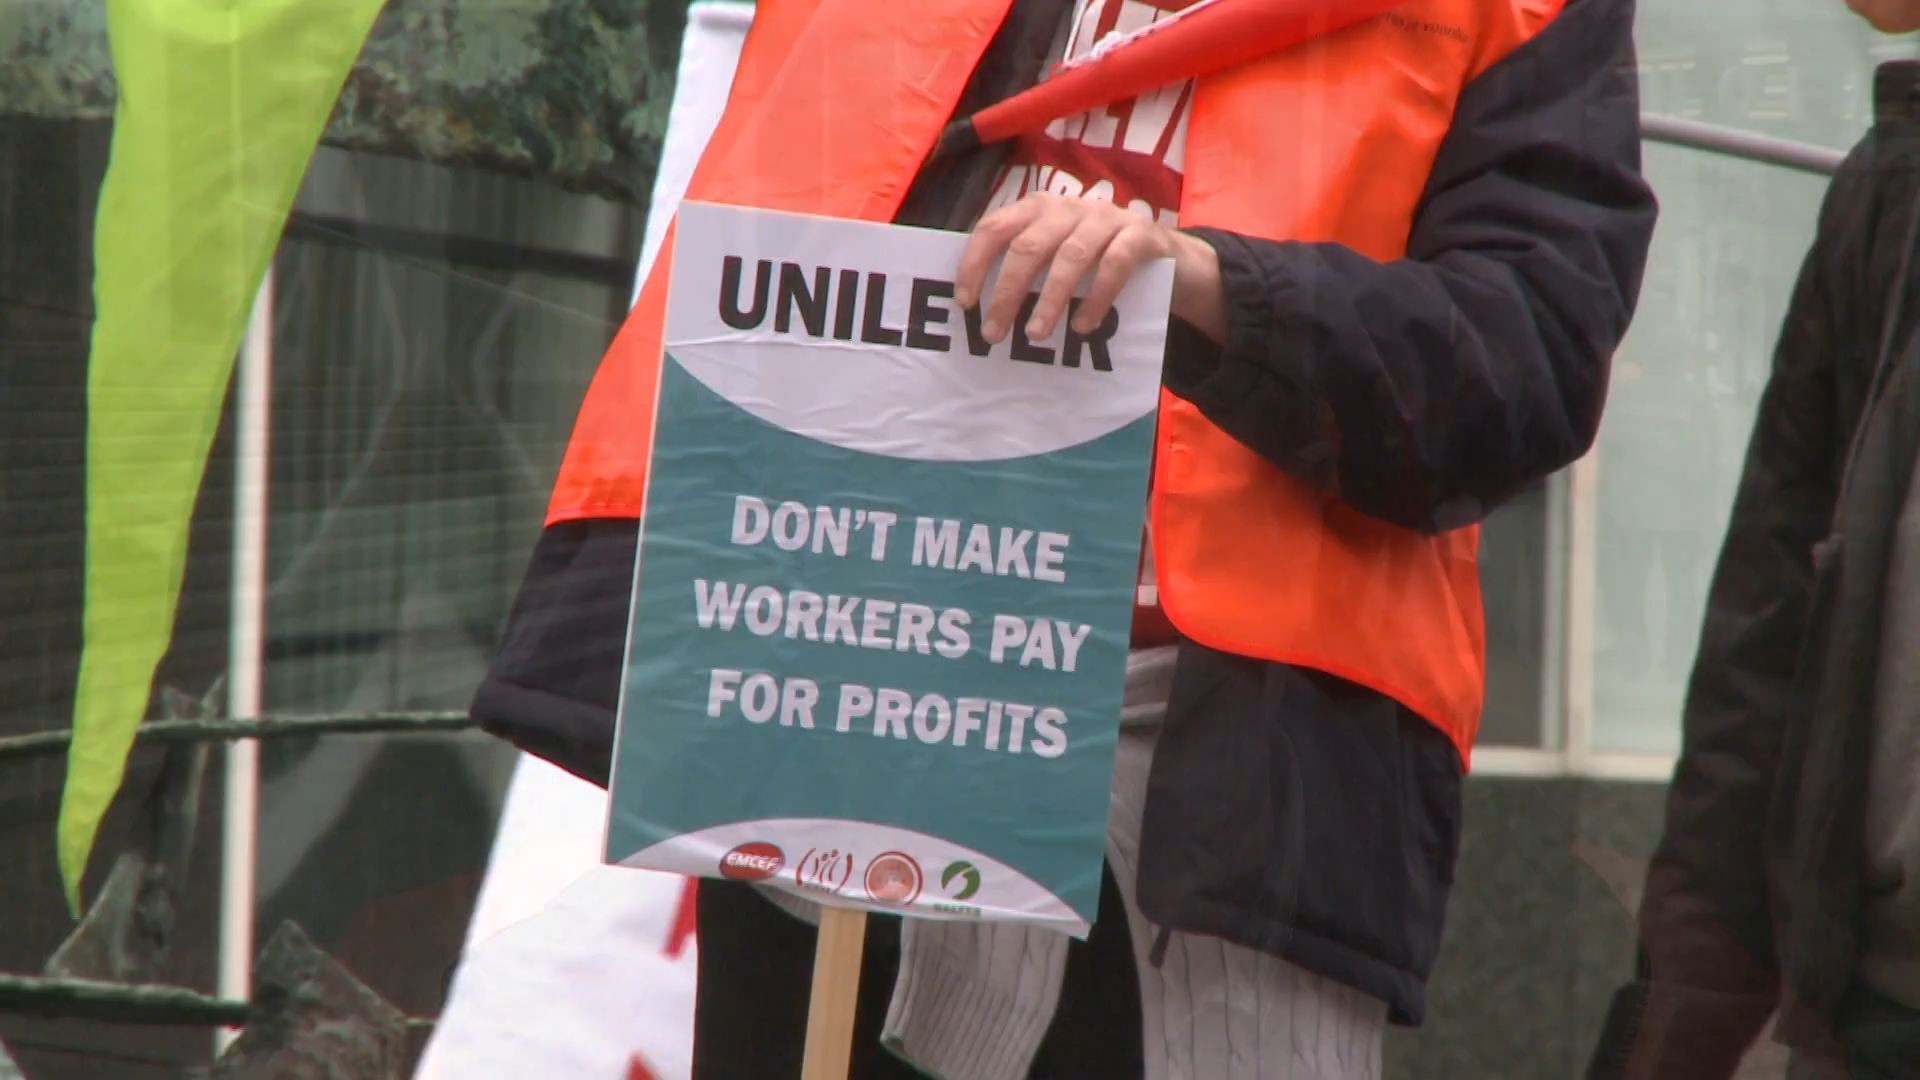 UNILEVER
DON'T MAKE
WORKERS PAY
FOR PROFITS
EMCEF